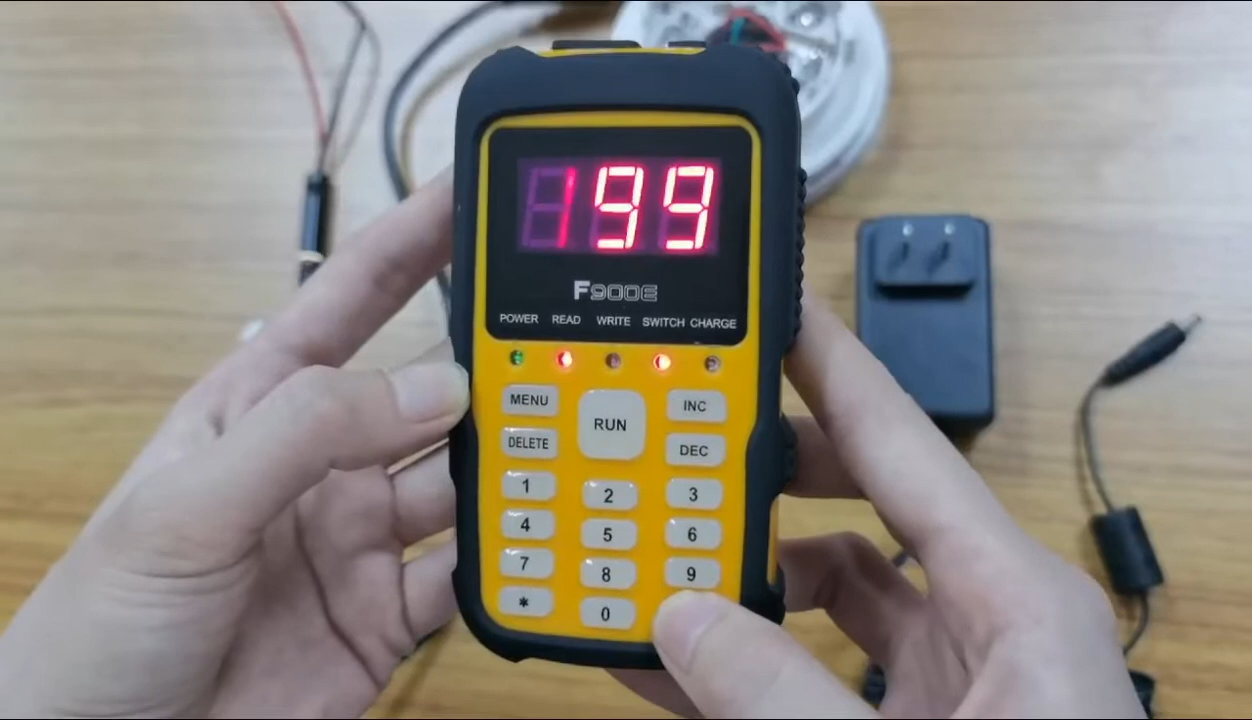 199
F900E
POWER READ WRITE SWITCH CHARGE
MENU RUN INC
DELETE DEC
1 2 3
4 5 6
7 8 9
* 0